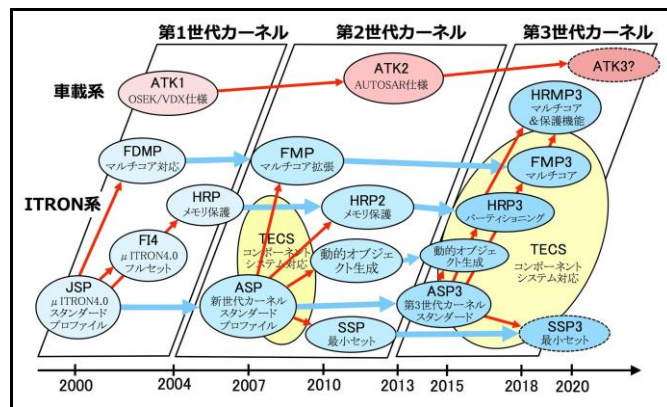 第1世代カーネル
第2世代カーネル
第3世代カーネル
車載系
ITRON系
ATK1
OSEK/VDX仕様
ATK2
AUTOSAR仕様
ATK3?
HRMP3
マルチコア
&保護機能
FDMP
マルチコア対応
FMP
マルチコア拡張
FMP3
マルチコア
HRP
メモリ保護
HRP2
メモリ保護
HRP3
パーティショニング
FI4
μITRON4.0
フルセット
TECS
コンポーネント
システム対応
動的オブジェ
クト生成
動的オブジェ
クト生成
TECS
コンポーネント
システム対応
JSP
μITRON4.0
スタンダード
プロファイル
ASP
新世代カーネル
スタンダード
プロファイル
ASP3
第3世代カーネル
スタンダード
SSP
最小セット
SSP3
最小セット
2000
2004
2007
2010
2013
2015
2018
2020